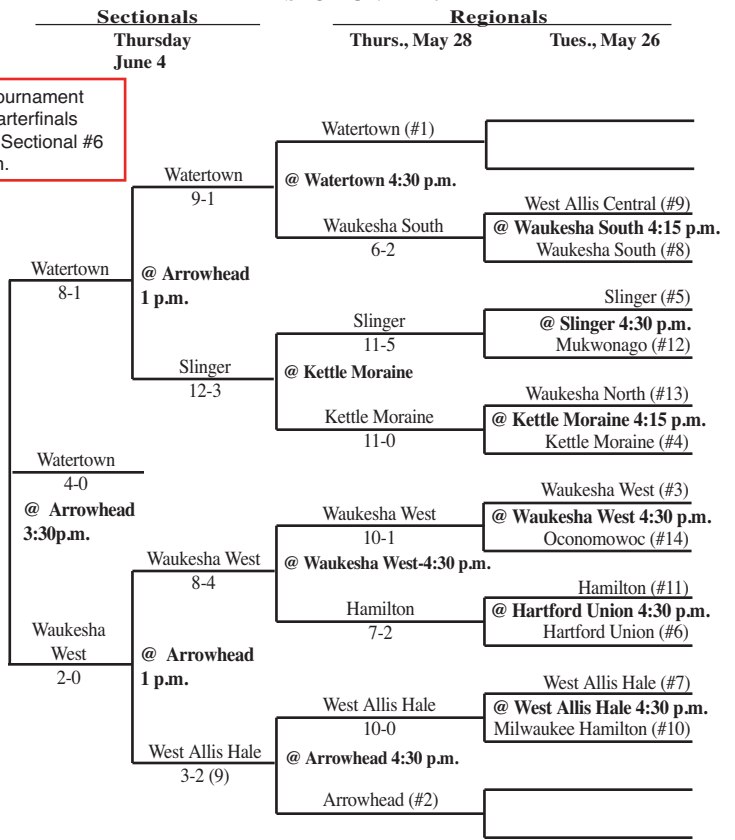 Sectionals
Regionals
Thursday
June 4
Thurs., May 28
Tues., May 26
ournament
arterfinals
Sectional #6
Watertown (#1)
Watertown
9-1
@ Watertown 4:30 p.m.
West Allis Central (#9)
Waukesha South
6-2
@ Waukesha South 4:15 p.m.
Waukesha South (#8)
Watertown
8-1
@ Arrowhead
1 p.m.
Slinger (#5)
Slinger
11-5
@ Slinger 4:30 p.m.
Mukwonago (#12)
Slinger
12-3
@ Kettle Moraine
Waukesha North (#13)
Kettle Moraine
11-0
@ Kettle Moraine 4:15 p.m.
Kettle Moraine (#4)
Watertown
4-0
@ Arrowhead
3:30p.m.
Waukesha West (#3)
Waukesha West
10-1
@ Waukesha West 4:30 p.m.
Oconomowoc (#14)
Waukesha West
8-4
@ Waukesha West-4:30 p.m.
Hamilton (#11)
Hamilton
7-2
@ Hartford Union 4:30 p.m.
Hartford Union (#6)
Waukesha
West
2-0
@ Arrowhead
1 p.m.
West Allis Hale (#7)
West Allis Hale
10-0
@ West Allis Hale 4:30 p.m.
Milwaukee Hamilton (#10)
West Allis Hale
3-2 (9)
@ Arrowhead 4:30 p.m.
Arrowhead (#2)